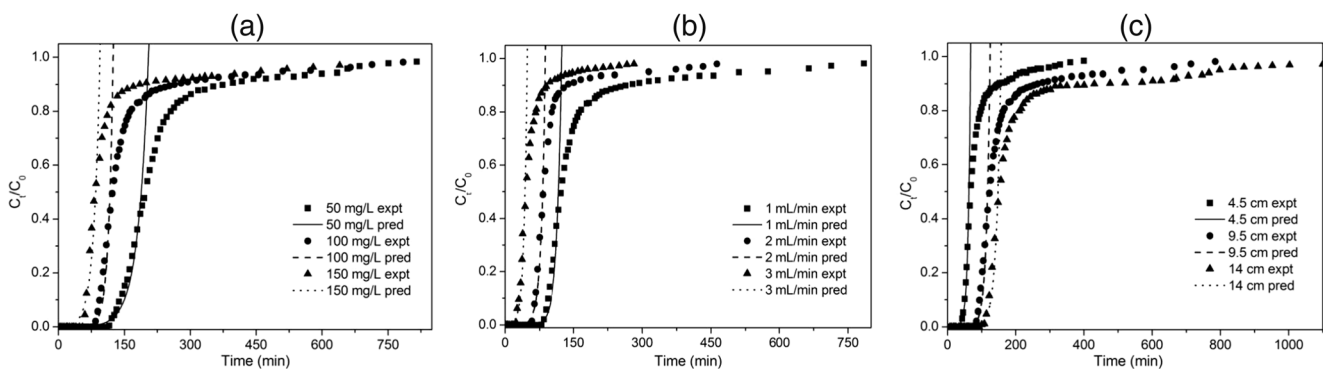 (a)
1.0
0.8
0.6
0.4
0.2
0.0
Ct/C0
50 mg/L expt
50 mg/L pred
100 mg/L expt
100 mg/L pred
150 mg/L expt
150 mg/L pred
0 150 300 450 600 750
Time (min)
(b)
1.0
0.8
0.6
0.4
0.2
0.0
Ct/C0
1 mL/min expt
1 mL/min pred
2 mL/min expt
2 mL/min pred
3 mL/min expt
3 mL/min pred
0 150 300 450 600 750
Time (min)
(c)
1.0
0.8
0.6
0.4
0.2
0.0
Ct/C0
4.5 cm expt
4.5 cm pred
9.5 cm expt
9.5 cm pred
14 cm expt
14 cm pred
0 200 400 600 800 1000
Time (min)